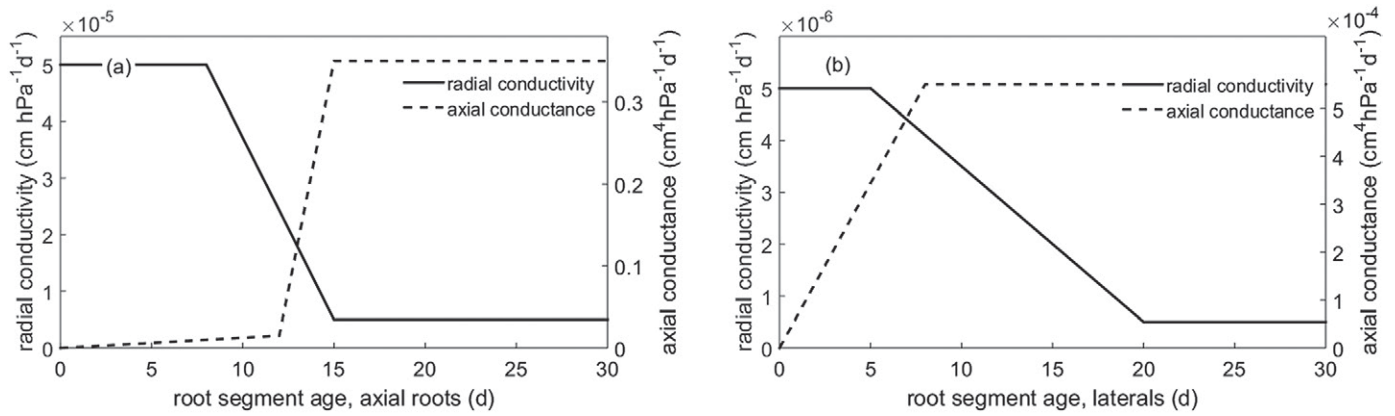 ×10⁻⁵
(a)
radial conductivity
axial conductance
radial conductivity (cm hPa⁻¹d⁻¹)
5
4
3
2
1
0
axial conductance (cm⁴hPa⁻¹d⁻¹)
0.3
0.2
0.1
0
0 5 10 15 20 25 30
root segment age, axial roots (d)
×10⁻⁶
×10⁻⁴
(b)
radial conductivity
axial conductance
radial conductivity (cm hPa⁻¹d⁻¹)
5
4
3
2
1
0
axial conductance (cm⁴hPa⁻¹d⁻¹)
5
4
3
2
1
0
0 5 10 15 20 25 30
root segment age, laterals (d)